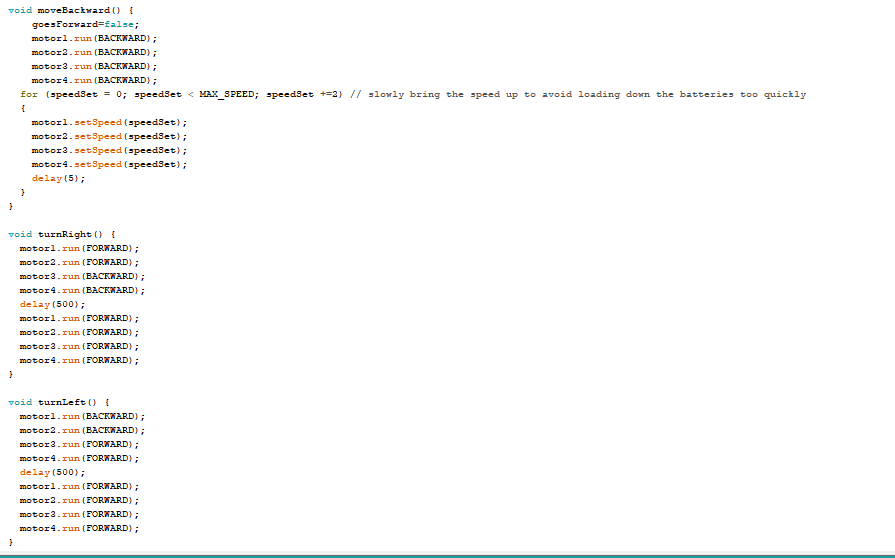 void moveBackward() {
goesForward=false;
motor1.run(BACKWARD);
motor2.run(BACKWARD);
motor3.run(BACKWARD);
motor4.run(BACKWARD);
for (speedSet = 0; speedSet < MAX_SPEED; speedSet +=2) // slowly bring the speed up to avoid loading down the batteries too quickly
{
motor1.setSpeed(speedSet);
motor2.setSpeed(speedSet);
motor3.setSpeed(speedSet);
motor4.setSpeed(speedSet);
delay(5);
}
}
void turnRight() {
motor1.run(FORWARD);
motor2.run(FORWARD);
motor3.run(BACKWARD);
motor4.run(BACKWARD);
delay(500);
motor1.run(FORWARD);
motor2.run(FORWARD);
motor3.run(FORWARD);
motor4.run(FORWARD);
}
void turnLeft() {
motor1.run(BACKWARD);
motor2.run(BACKWARD);
motor3.run(FORWARD);
motor4.run(FORWARD);
delay(500);
motor1.run(FORWARD);
motor2.run(FORWARD);
motor3.run(FORWARD);
motor4.run(FORWARD);
}